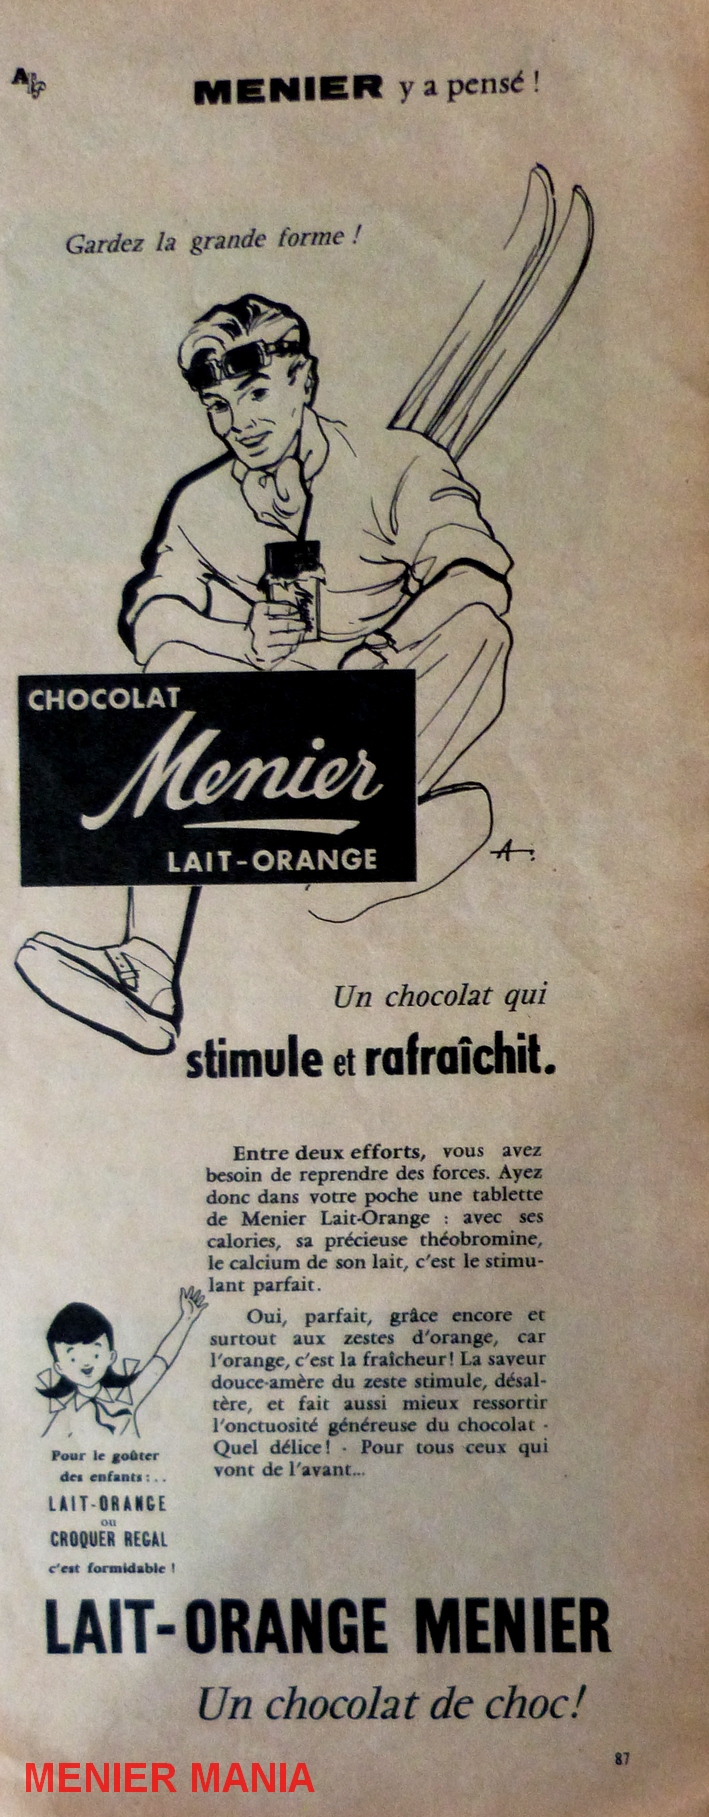 MENIER y a pensé !
Gardez la grande forme !
CHOCOLAT
Menier
LAIT-ORANGE
A.
Un chocolat qui
stimule et rafraîchit.
Entre deux efforts, vous avez
besoin de reprendre des forces. Ayez
donc dans votre poche une tablette
de Menier Lait-Orange : avec ses
calories, sa précieuse théobromine,
le calcium de son lait, c'est le stimu-
lant parfait.
Oui, parfait, grâce encore et
surtout aux zestes d'orange, car
l'orange, c'est la fraîcheur! La saveur
douce-amère du zeste stimule, désal-
tère, et fait aussi mieux ressortir
l'onctuosité généreuse du chocolat -
Quel délice! - Pour tous ceux qui
vont de l'avant...
Pour le goûter
des enfants :..
LAIT-ORANGE
ou
CROQUER REGAL
c'est formidable !
LAIT-ORANGE MENIER
Un chocolat de choc!
87
MENIER MANIA